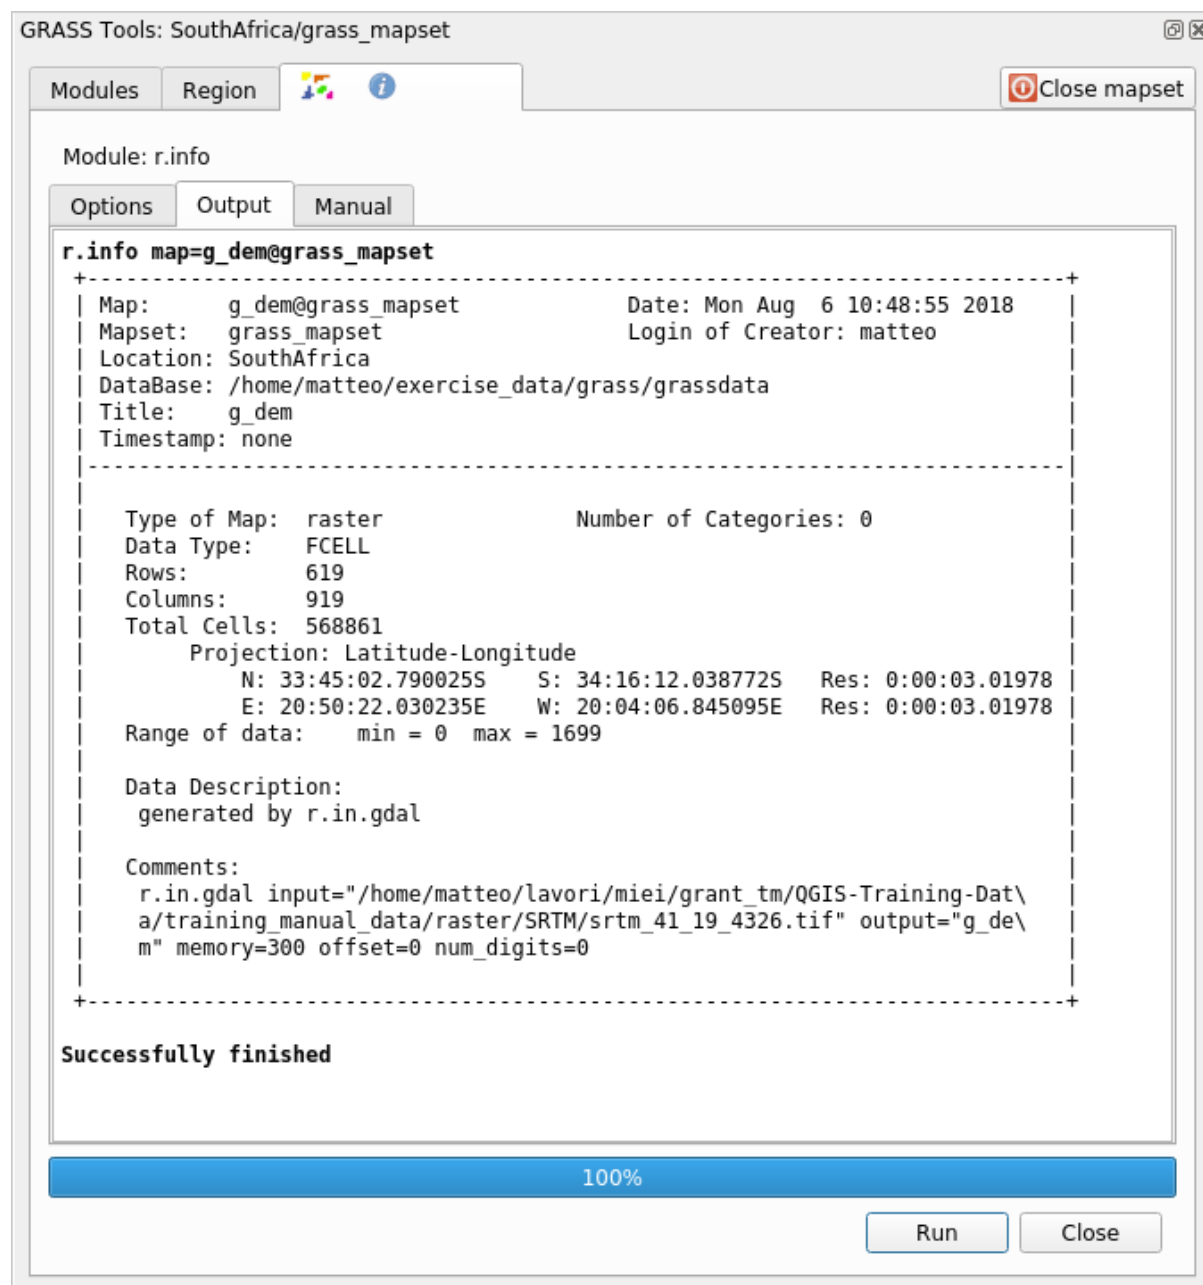 GRASS Tools: SouthAfrica/grass_mapset
Modules Region Close mapset
Module: r.info
Options Output Manual
r.info map=g_dem@grass_mapset
+----------------------------------------------------------------------------+
| Map:      g_dem@grass_mapset             Date: Mon Aug  6 10:48:55 2018    |
| Mapset:   grass_mapset                   Login of Creator: matteo          |
| Location: SouthAfrica                                                      |
| DataBase: /home/matteo/exercise_data/grass/grassdata                       |
| Title:    g_dem                                                            |
| Timestamp: none                                                            |
|----------------------------------------------------------------------------|
|                                                                            |
|   Type of Map:  raster               Number of Categories: 0               |
|   Data Type:    FCELL                                                      |
|   Rows:         619                                                        |
|   Columns:      919                                                        |
|   Total Cells:  568861                                                     |
|        Projection: Latitude-Longitude                                      |
|            N: 33:45:02.790025S    S: 34:16:12.038772S   Res: 0:00:03.01978 |
|            E: 20:50:22.030235E    W: 20:04:06.845095E   Res: 0:00:03.01978 |
|   Range of data:    min = 0  max = 1699                                    |
|                                                                            |
|   Data Description:                                                        |
|    generated by r.in.gdal                                                  |
|                                                                            |
|   Comments:                                                                |
|    r.in.gdal input="/home/matteo/lavori/miei/grant_tm/QGIS-Training-Dat\   |
|    a/training_manual_data/raster/SRTM/srtm_41_19_4326.tif" output="g_de\   |
|    m" memory=300 offset=0 num_digits=0                                     |
|                                                                            |
+----------------------------------------------------------------------------+
Successfully finished
100%
Run Close